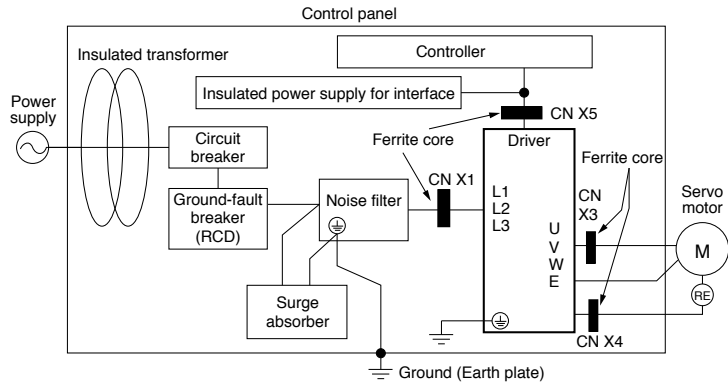 Control panel
Insulated transformer
Controller
Power
supply
Insulated power supply for interface
CN X5
Circuit
breaker
Ferrite core
Driver
Ferrite core
CN X1
Ground-fault
breaker
(RCD)
Noise filter
L1
L2
L3
CN
X3
Servo
motor
U
V
W
E
M
RE
Surge
absorber
CN X4
Ground (Earth plate)